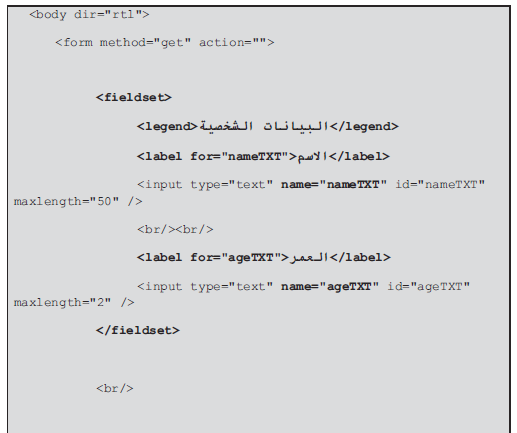 <body dir="rtl">
<form method="get" action="">
<fieldset>
<legend>البيانات الشخصية</legend>
<label for="nameTXT">الاسم</label>
<input type="text" name="nameTXT" id="nameTXT"
maxlength="50" />
<br/><br/>
<label for="ageTXT">العمر</label>
<input type="text" name="ageTXT" id="ageTXT"
maxlength="2" />
</fieldset>
<br/>